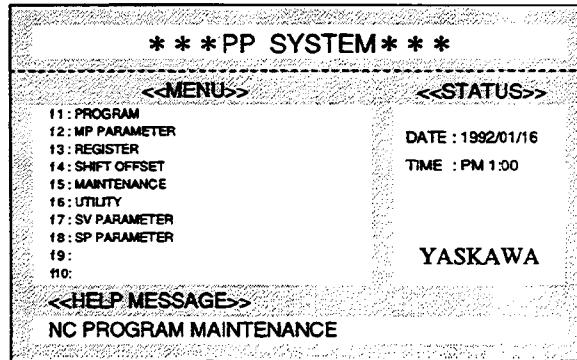 ***PP SYSTEM***
<<MENU>>
f1 : PROGRAM
f2 : MP PARAMETER
f3 : REGISTER
f4 : SHIFT OFFSET
f5 : MAINTENANCE
f6 : UTILITY
f7 : SV PARAMETER
f8 : SP PARAMETER
f9 :
f10:
<<STATUS>>
DATE : 1992/01/16
TIME : PM 1:00
YASKAWA
<<HELP MESSAGE>>
NC PROGRAM MAINTENANCE